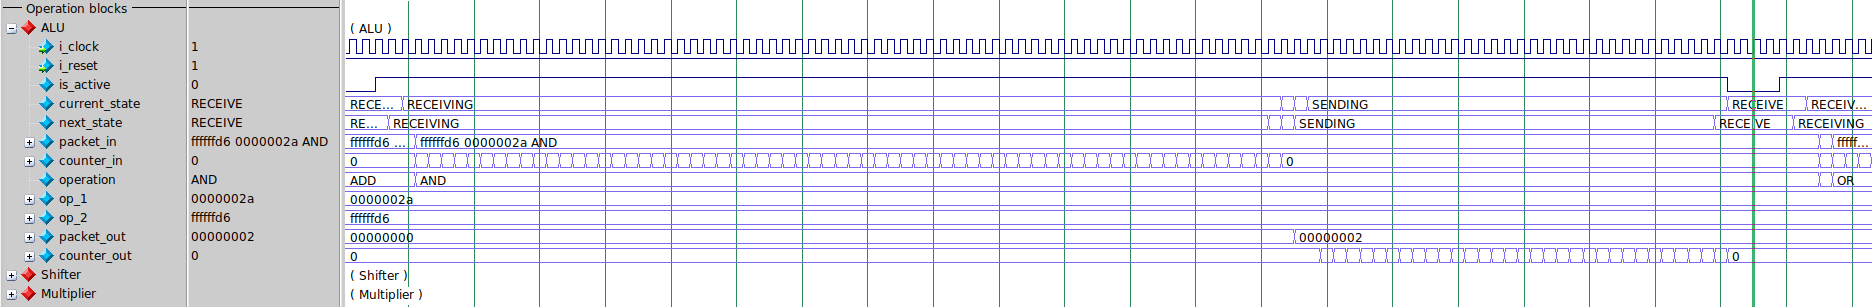 Operation blocks
ALU ( ALU )
i_clock 1
i_reset 1
is_active 0
current_state RECEIVE RECE... RECEIVING SENDING RECEIVE RECEIV...
next_state RECEIVE RE... RECEIVING SENDING RECEIVE RECEIVING
packet_in ffffffd6 0000002a AND ffffffd6 ... ffffffd6 0000002a AND fffff...
counter_in 0 0 0
operation AND ADD AND OR
op_1 0000002a 0000002a
op_2 ffffffd6 ffffffd6
packet_out 00000002 00000000 00000002
counter_out 0 0 0
Shifter ( Shifter )
Multiplier ( Multiplier )